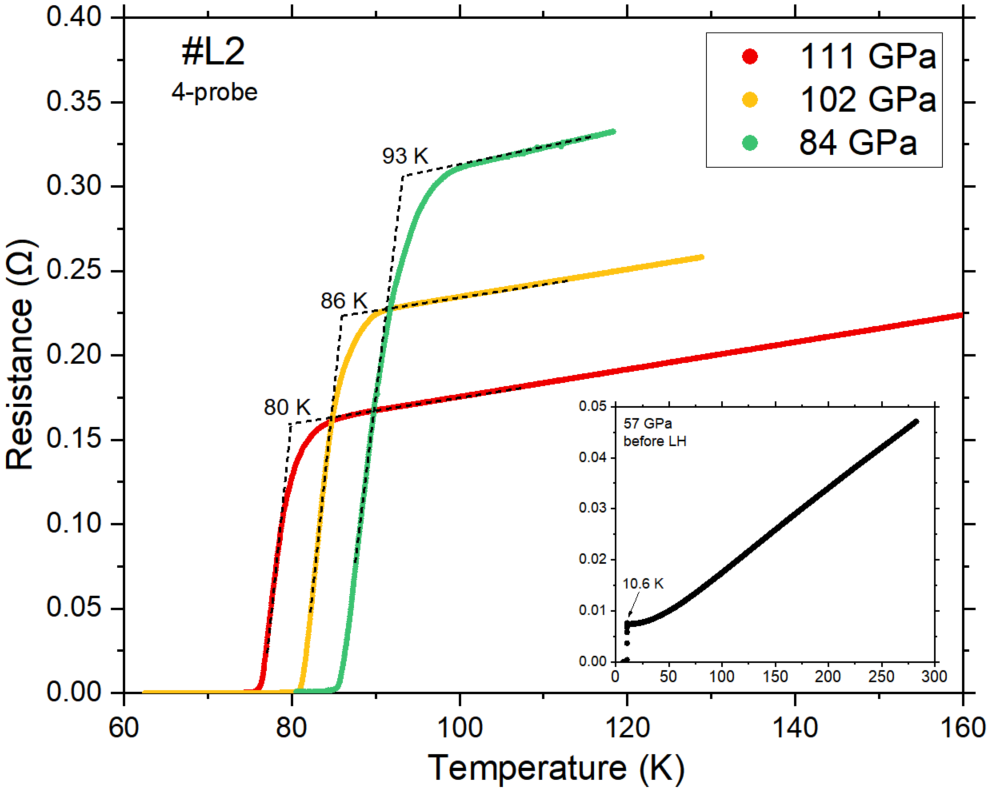 #L2
4-probe
111 GPa
102 GPa
84 GPa
93 K
86 K
80 K
Resistance (Ω)
0.40
0.35
0.30
0.25
0.20
0.15
0.10
0.05
0.00
60
80
100
120
140
160
Temperature (K)
57 GPa
before LH
10.6 K
0.05
0.04
0.03
0.02
0.01
0.00
0
50
100
150
200
250
300